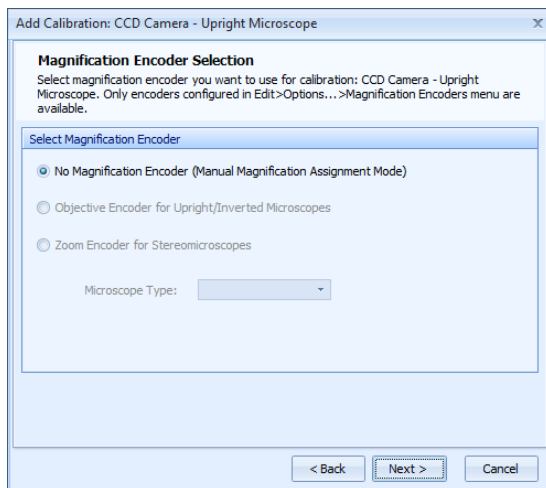 Add Calibration: CCD Camera - Upright Microscope
x
Magnification Encoder Selection
Select magnification encoder you want to use for calibration: CCD Camera - Upright
Microscope. Only encoders configured in Edit>Options...>Magnification Encoders menu are
available.
Select Magnification Encoder
No Magnification Encoder (Manual Magnification Assignment Mode)
Objective Encoder for Upright/Inverted Microscopes
Zoom Encoder for Stereomicroscopes
Microscope Type:
< Back Next > Cancel